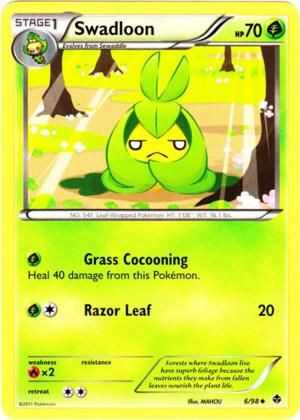 STAGE1 Swadloon HP70
Evolves from Sewaddle
NO. 541 Leaf-Wrapped Pokémon HT: 1'08" WT: 16.1 lbs.
Grass Cocooning
Heal 40 damage from this Pokémon.
Razor Leaf 20
weakness resistance
×2
retreat
Forests where Swadloon live
have superb foliage because the
nutrients they make from fallen
leaves nourish the plant life.
©2011 Pokémon Illus. MAHOU 6/98